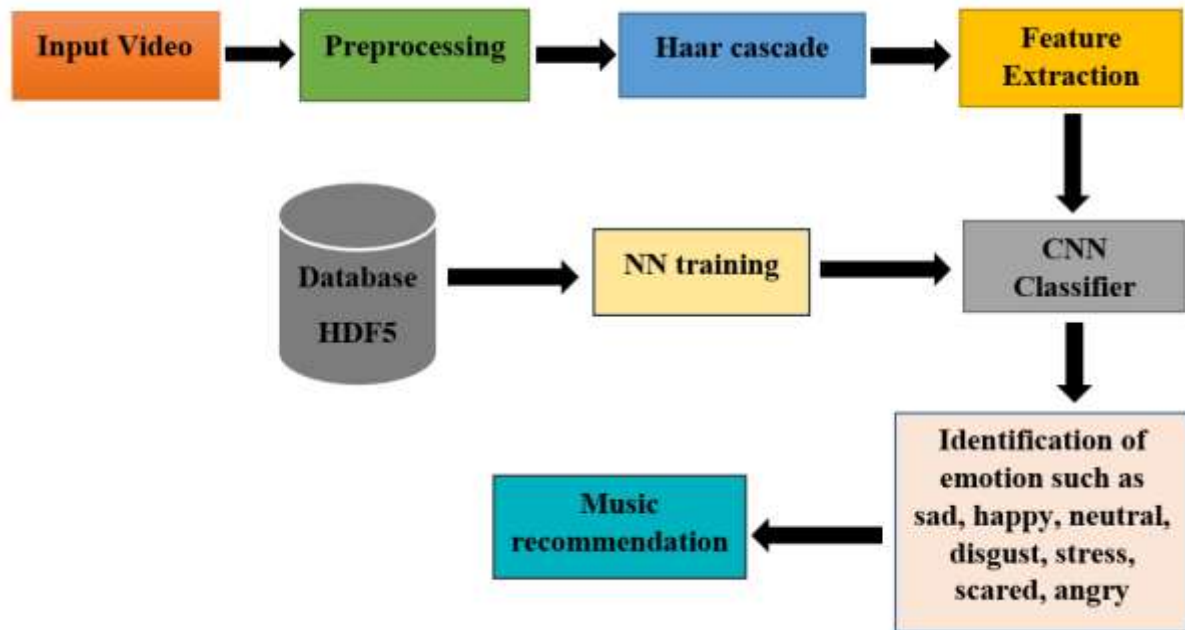 Input Video
Preprocessing
Haar cascade
Feature
Extraction
Database
HDF5
NN training
CNN
Classifier
Identification of
emotion such as
sad, happy, neutral,
disgust, stress,
scared, angry
Music
recommendation